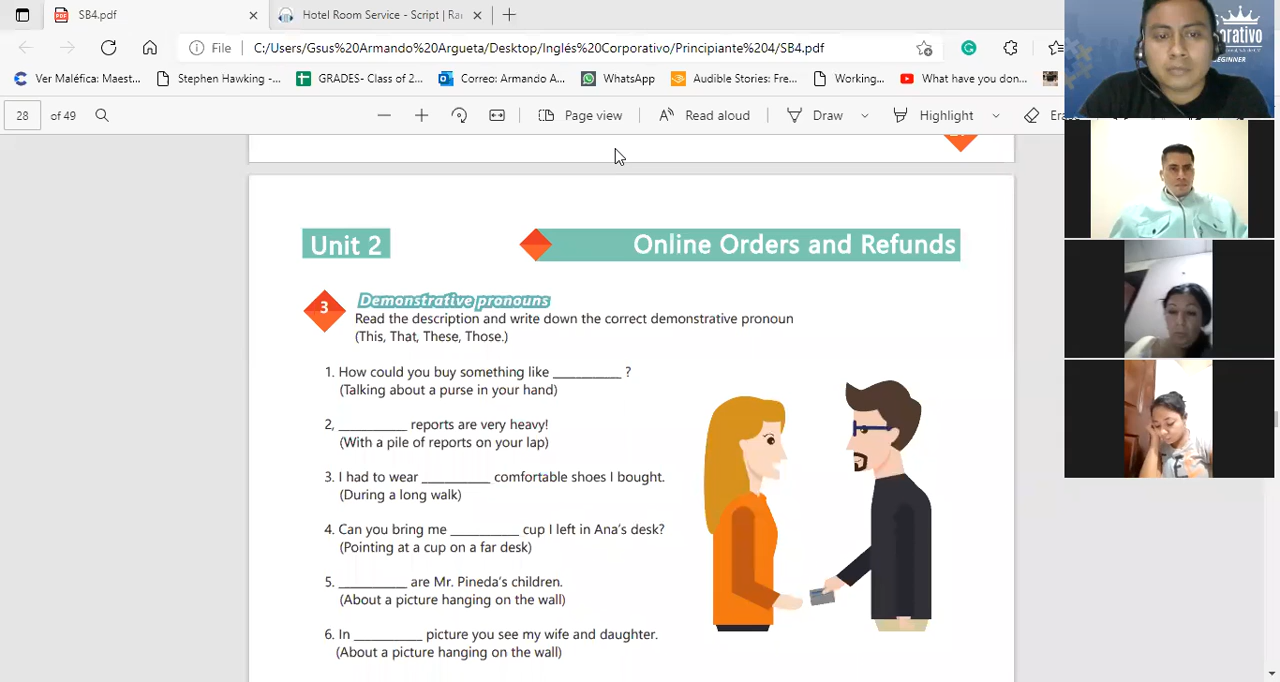 SB4.pdf
Hotel Room Service - Script | Ra
File
C:/Users/Gsus%20Armando%20Argueta/Desktop/Inglés%20Corporativo/Principiante%204/SB4.pdf
Ver Maléfica: Maest...
Stephen Hawking -...
GRADES- Class of 2...
Correo: Armando A...
WhatsApp
Audible Stories: Fre...
Working...
What have you don...
28 of 49
Page view
Read aloud
Draw
Highlight
Unit 2
Online Orders and Refunds
3
Demonstrative pronouns
Read the description and write down the correct demonstrative pronoun
(This, That, These, Those.)
1. How could you buy something like __________ ?
(Talking about a purse in your hand)
2, __________ reports are very heavy!
(With a pile of reports on your lap)
3. I had to wear __________ comfortable shoes I bought.
(During a long walk)
4. Can you bring me __________ cup I left in Ana's desk?
(Pointing at a cup on a far desk)
5. __________ are Mr. Pineda's children.
(About a picture hanging on the wall)
6. In __________ picture you see my wife and daughter.
(About a picture hanging on the wall)
orativo
EGINNER